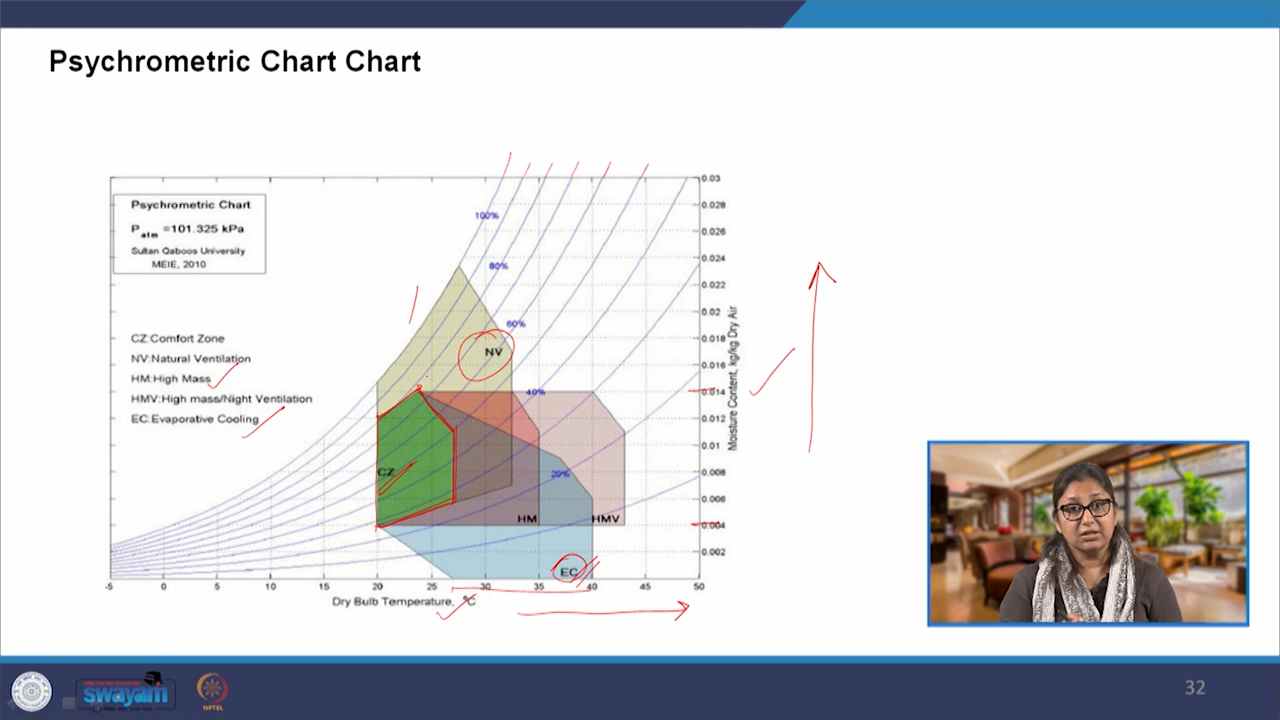 Psychrometric Chart Chart
Psychrometric Chart
Patm =101.325 kPa
Sultan Qaboos University
MEIE, 2010
CZ:Comfort Zone
NV:Natural Ventilation
HM:High Mass
HMV:High mass/Night Ventilation
EC:Evaporative Cooling
100%
80%
60%
40%
20%
NV
CZ
HM
HMV
EC
0.03
0.028
0.026
0.024
0.022
0.02
0.018
0.016
0.014
0.012
0.01
0.008
0.006
0.004
0.002
Moisture Content, kg/kg Dry Air
-5 0 5 10 15 20 25 30 35 40 45 50
Dry Bulb Temperature, °C
swayam
NPTEL
32